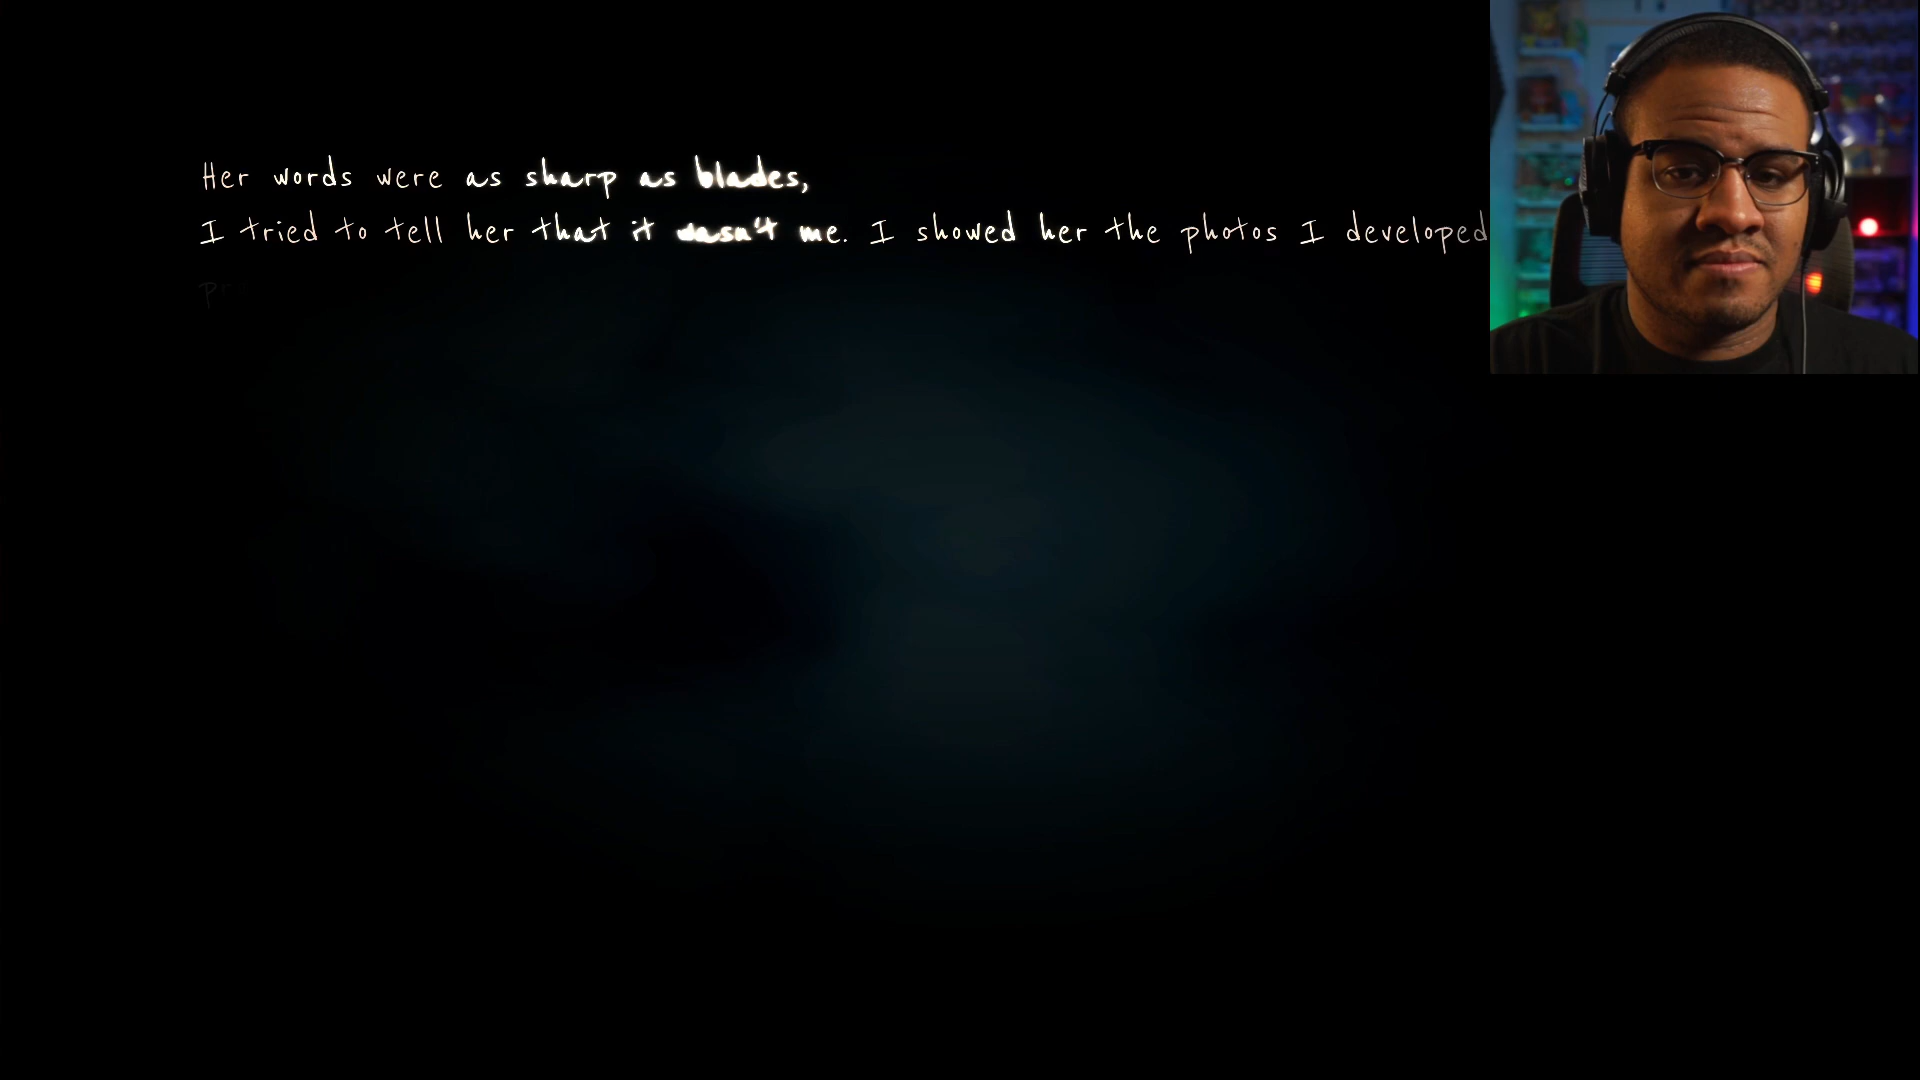 Her words were as sharp as blades,
I tried to tell her that it wasn't me. I showed her the photos I developed